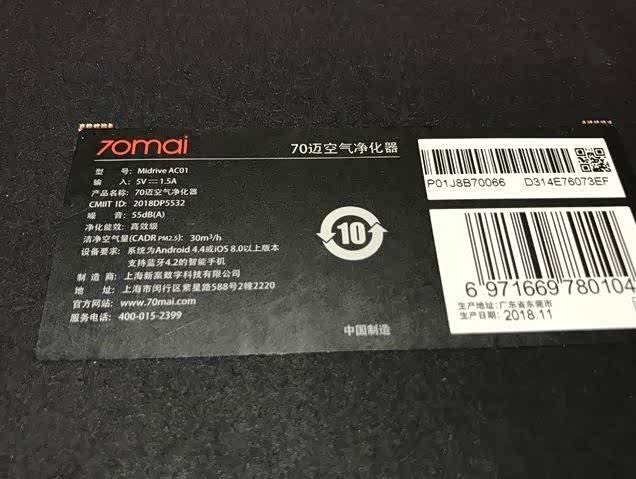 70mai
70迈空气净化器
型 号: Midrive AC01
输 入: 5V⎓1.5A
产品名称: 70迈空气净化器
CMIIT ID: 2018DP5532
噪 音: 55dB(A)
净化能效: 高效级
洁净空气量(CADR PM2.5): 30m³/h
设备要求: 系统为Android 4.4或iOS 8.0以上版本
支持蓝牙4.2的智能手机
制 造 商: 上海新案数字科技有限公司
地 址: 上海市闵行区紫星路588号2幢2220
官方网站: www.70mai.com
服务电话: 400-015-2399
10
中国制造
P01J8B70066 D314E76073EF
6 971669 780104
生产地址: 广东省东莞市
生产日期: 2018.11